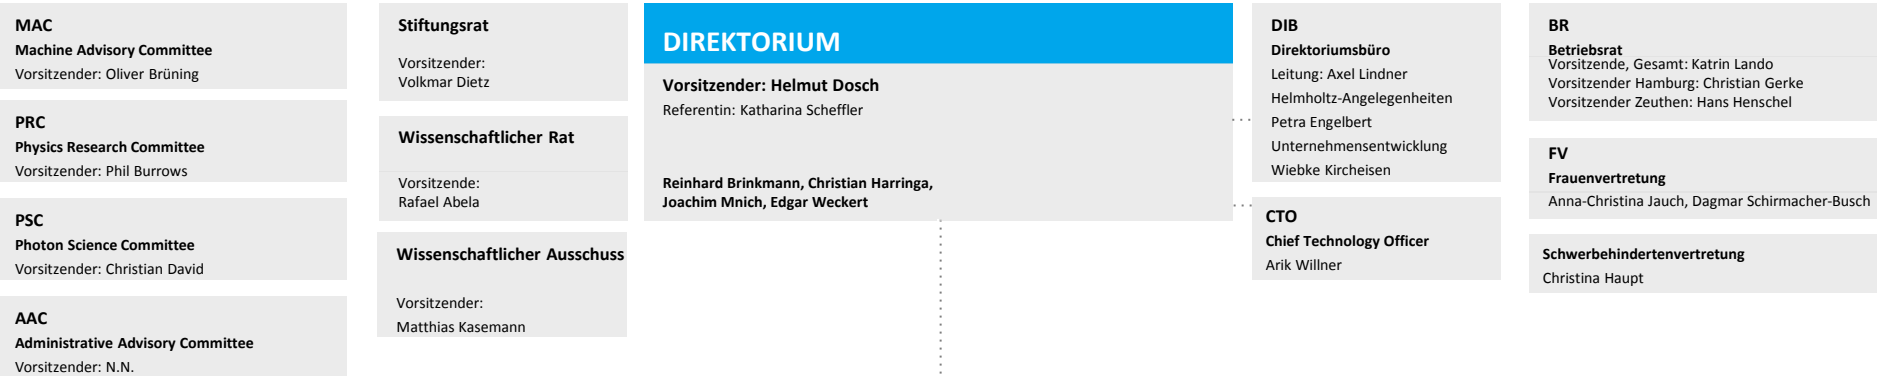 MAC
Machine Advisory Committee
Vorsitzender: Oliver Brüning
PRC
Physics Research Committee
Vorsitzender: Phil Burrows
PSC
Photon Science Committee
Vorsitzender: Christian David
AAC
Administrative Advisory Committee
Vorsitzender: N.N.
Stiftungsrat
Vorsitzender:
Volkmar Dietz
Wissenschaftlicher Rat
Vorsitzende:
Rafael Abela
Wissenschaftlicher Ausschuss
Vorsitzender:
Matthias Kasemann
DIREKTORIUM
Vorsitzender: Helmut Dosch
Referentin: Katharina Scheffler
Reinhard Brinkmann, Christian Harringa,
Joachim Mnich, Edgar Weckert
DIB
Direktoriumsbüro
Leitung: Axel Lindner
Helmholtz-Angelegenheiten
Petra Engelbert
Unternehmensentwicklung
Wiebke Kircheisen
CTO
Chief Technology Officer
Arik Willner
BR
Betriebsrat
Vorsitzende, Gesamt: Katrin Lando
Vorsitzender Hamburg: Christian Gerke
Vorsitzender Zeuthen: Hans Henschel
FV
Frauenvertretung
Anna-Christina Jauch, Dagmar Schirmacher-Busch
Schwerbehindertenvertretung
Christina Haupt